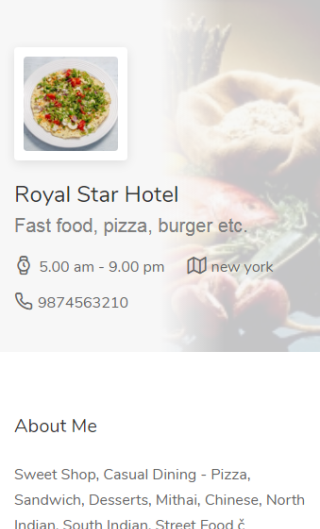 Royal Star Hotel
Fast food, pizza, burger etc.
5.00 am - 9.00 pm new york
9874563210
About Me
Sweet Shop, Casual Dining - Pizza,
Sandwich, Desserts, Mithai, Chinese, North
Indian, South Indian, Street Food č